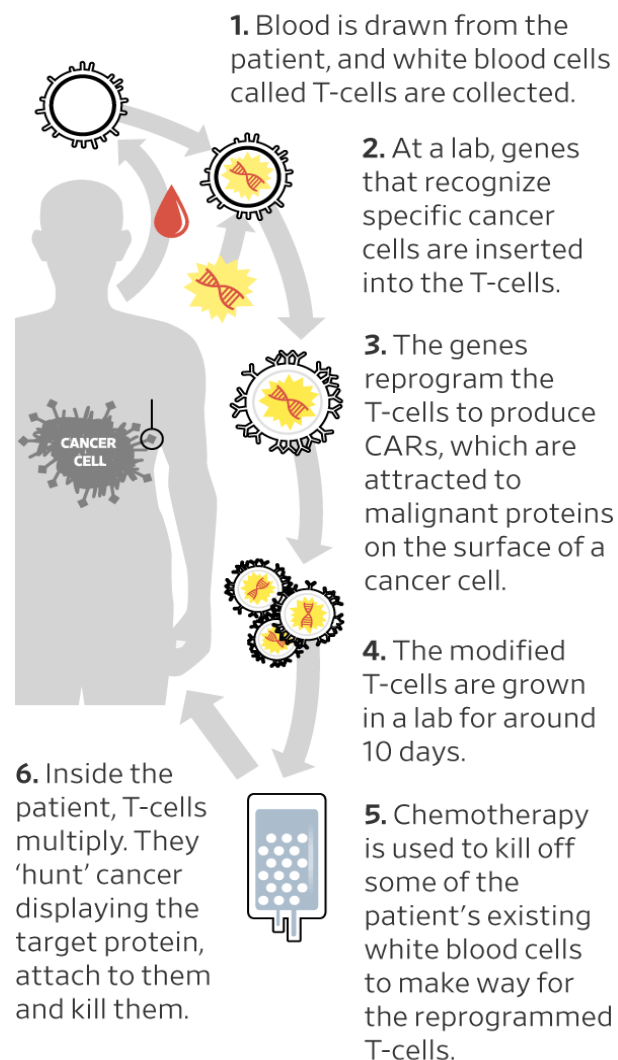 1. Blood is drawn from the
patient, and white blood cells
called T-cells are collected.
2. At a lab, genes
that recognize
specific cancer
cells are inserted
into the T-cells.
3. The genes
reprogram the
T-cells to produce
CARs, which are
attracted to
malignant proteins
on the surface of a
cancer cell.
CANCER
CELL
4. The modified
T-cells are grown
in a lab for around
10 days.
5. Chemotherapy
is used to kill off
some of the
patient’s existing
white blood cells
to make way for
the reprogrammed
T-cells.
6. Inside the
patient, T-cells
multiply. They
‘hunt’ cancer
displaying the
target protein,
attach to them
and kill them.